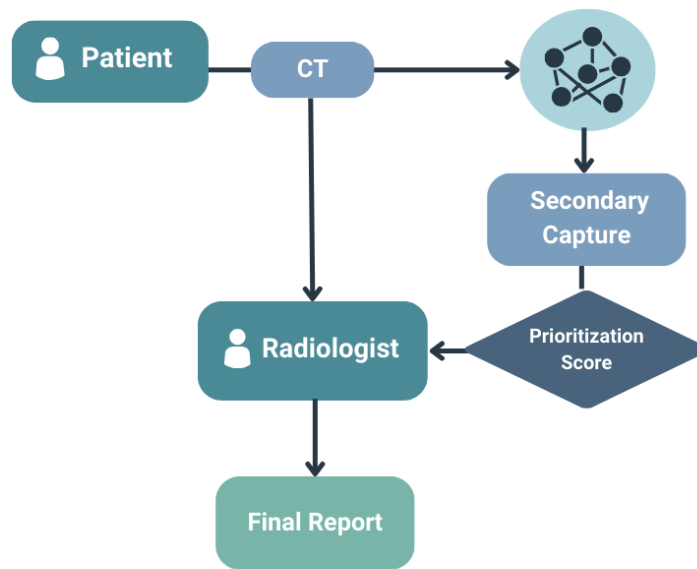 Patient
CT
Secondary
Capture
Prioritization
Score
Radiologist
Final Report